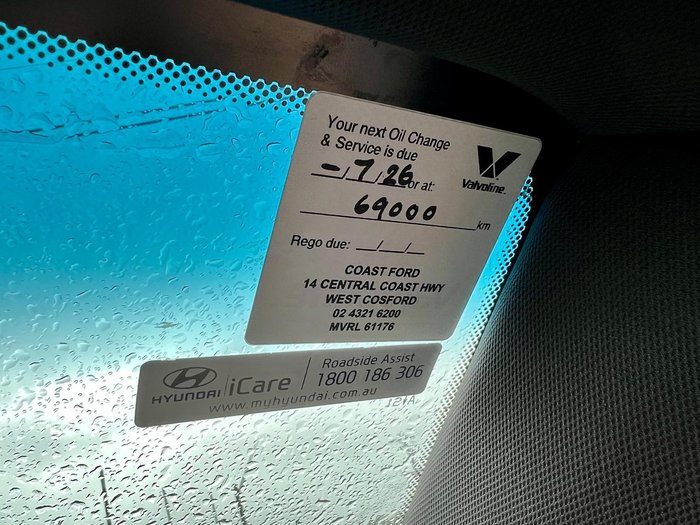 Your next Oil Change
& Service is due
-/7/26 or at:
69000 km
Valvoline
Rego due: __/__/__
COAST FORD
14 CENTRAL COAST HWY
WEST COSFORD
02 4321 6200
MVRL 61176
HYUNDAI
iCare
Roadside Assist
1800 186 306
www.myhyundai.com.au